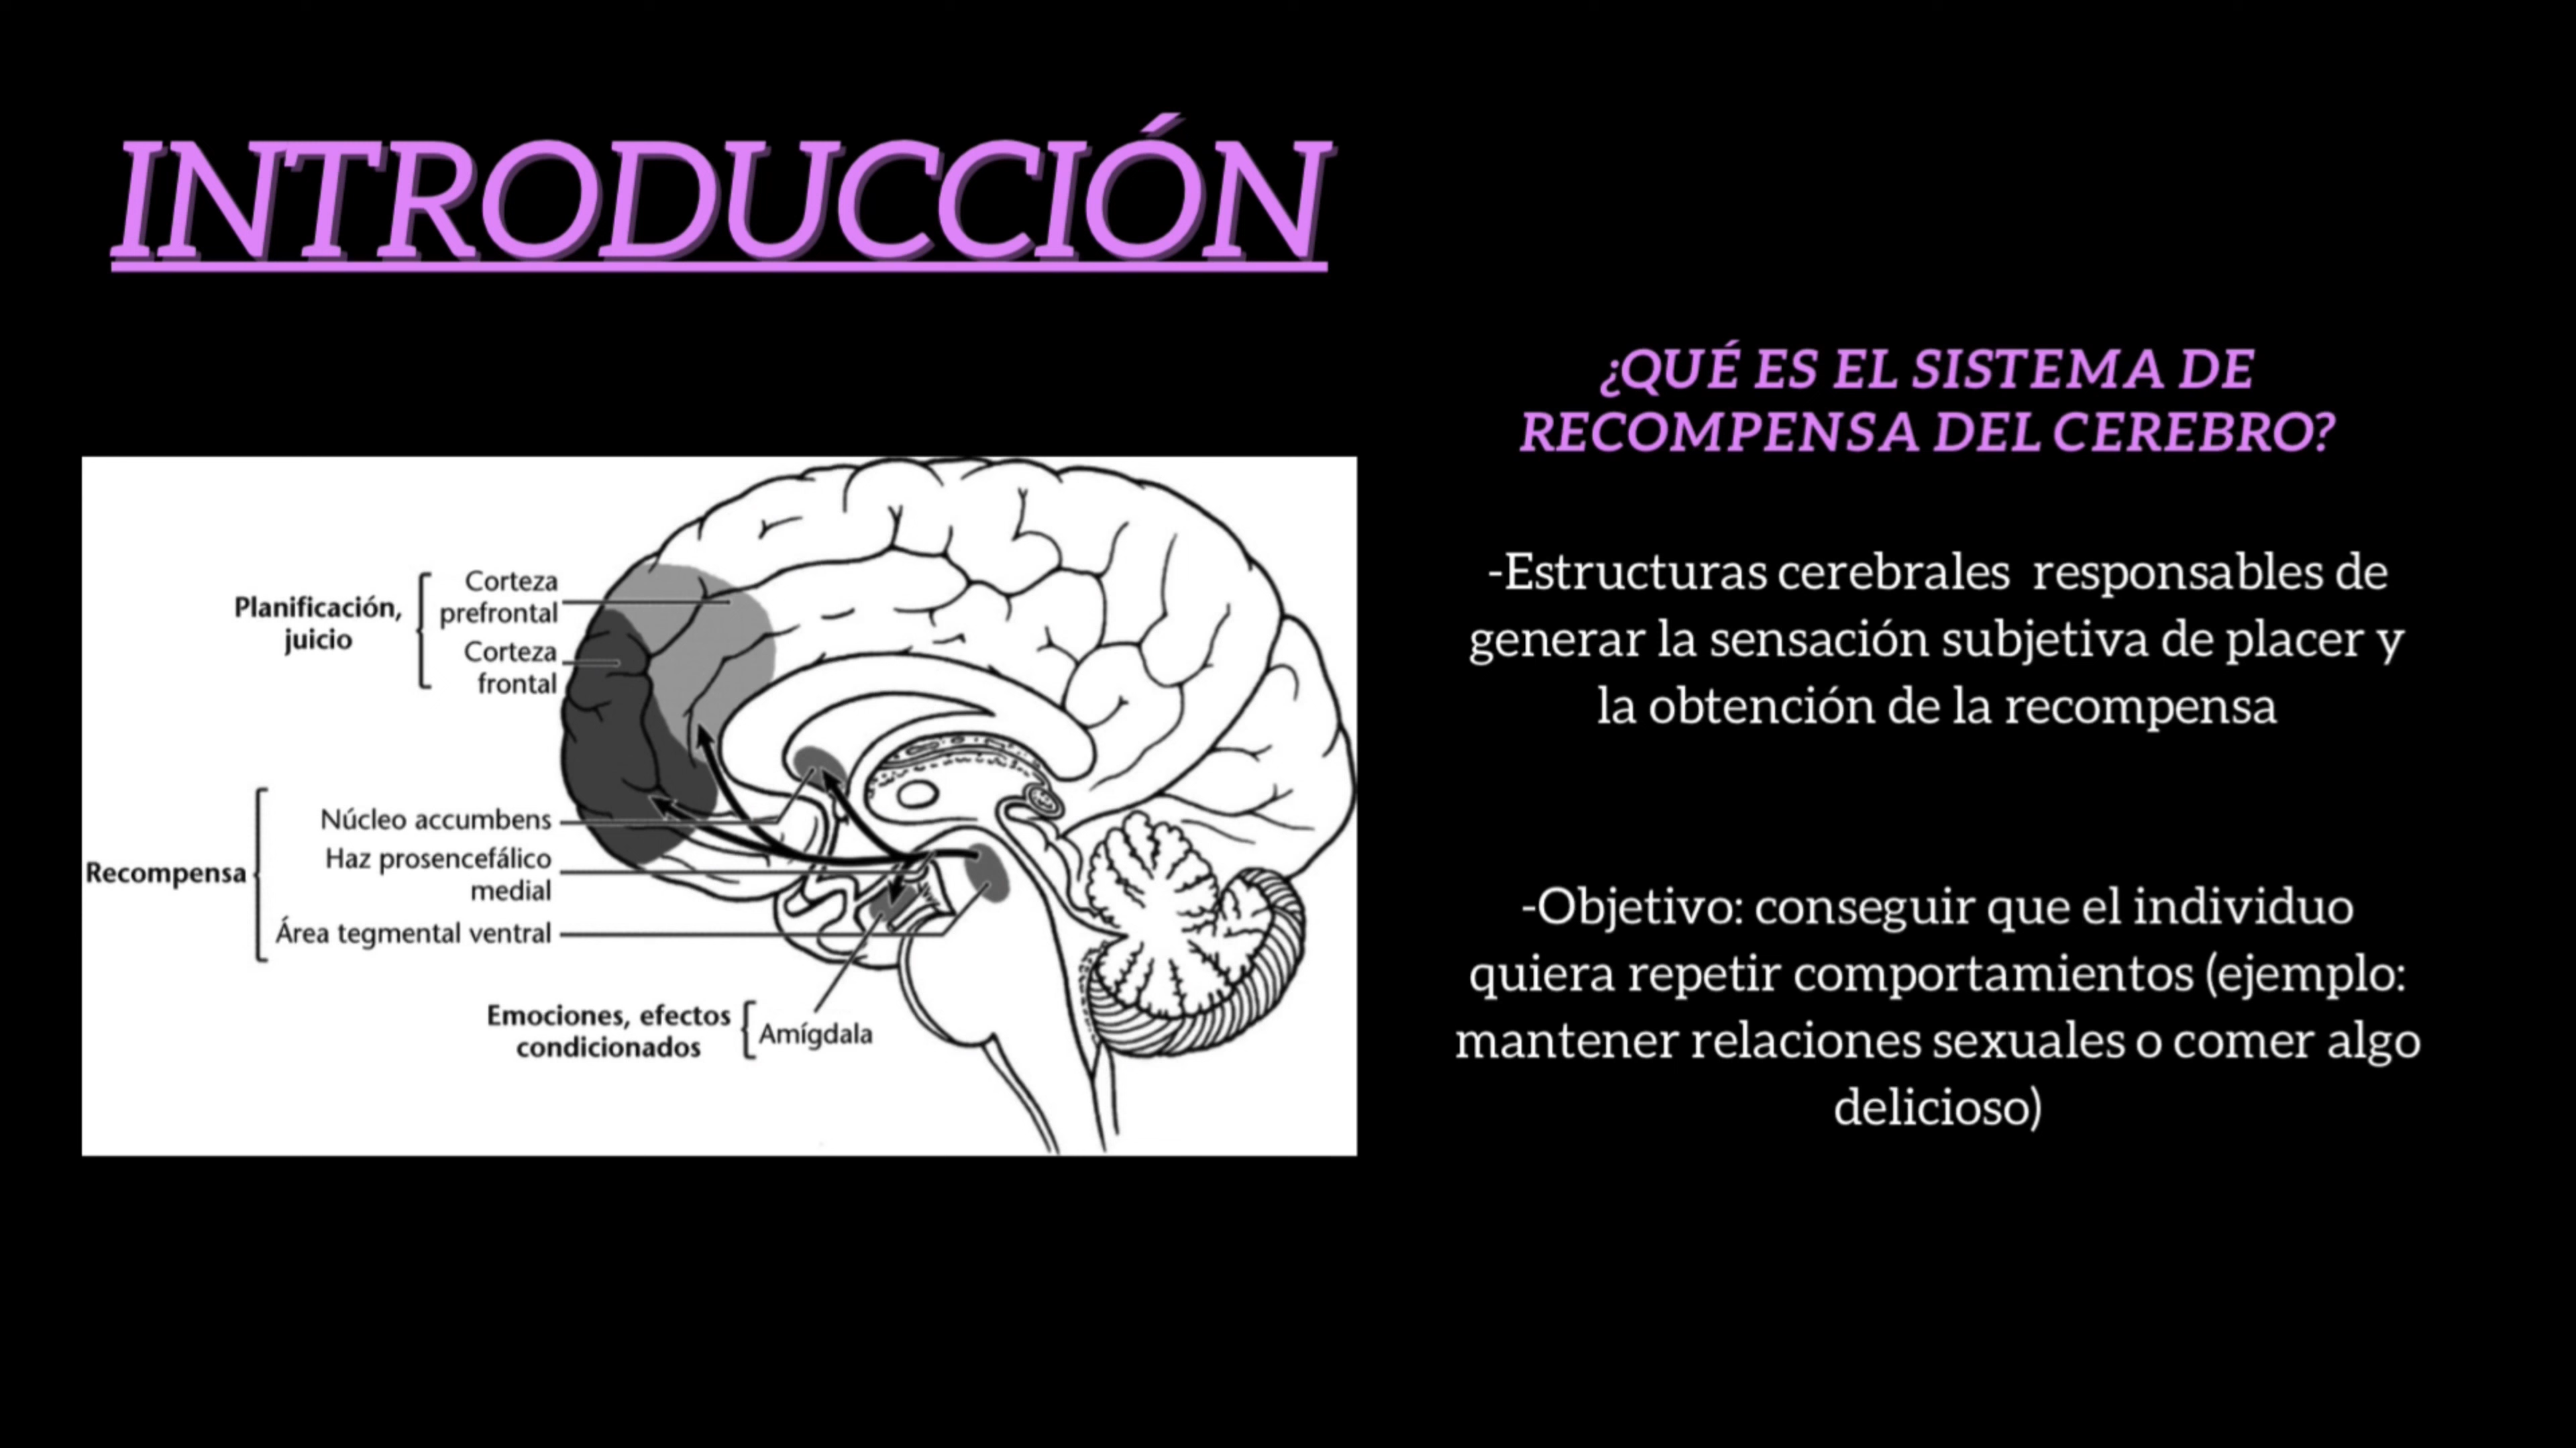 INTRODUCCIÓN
¿QUÉ ES EL SISTEMA DE
RECOMPENSA DEL CEREBRO?
-Estructuras cerebrales responsables de
generar la sensación subjetiva de placer y
la obtención de la recompensa
-Objetivo: conseguir que el individuo
quiera repetir comportamientos (ejemplo:
mantener relaciones sexuales o comer algo
delicioso)
Planificación,
juicio
Corteza
prefrontal
Corteza
frontal
Recompensa
Núcleo accumbens
Haz prosencefálico
medial
Área tegmental ventral
Emociones, efectos
condicionados
Amígdala